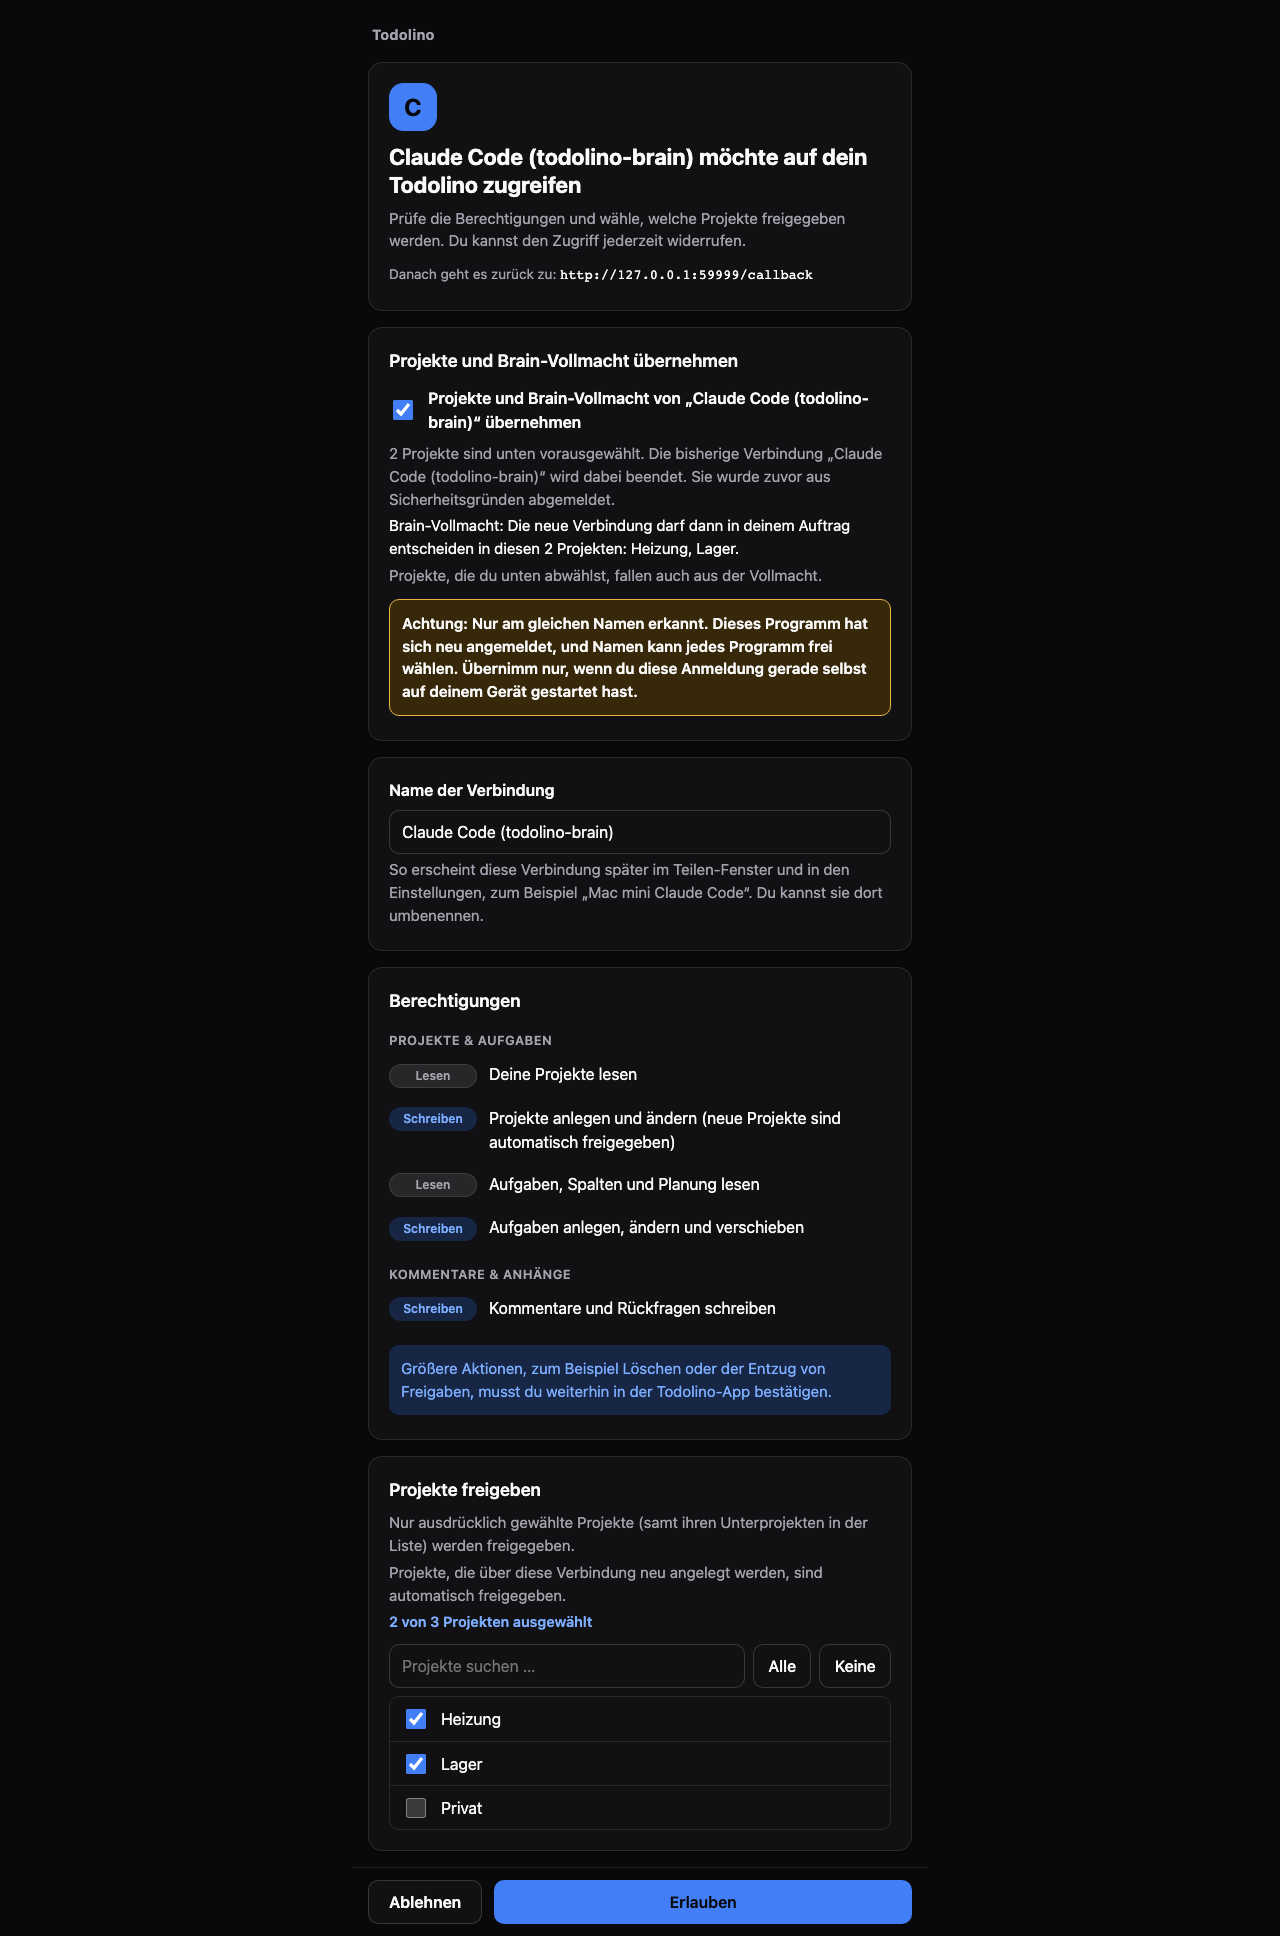 Todolino
C
Claude Code (todolino-brain) möchte auf dein
Todolino zugreifen
Prüfe die Berechtigungen und wähle, welche Projekte freigegeben
werden. Du kannst den Zugriff jederzeit widerrufen.
Danach geht es zurück zu: http://127.0.0.1:59999/callback
Projekte und Brain-Vollmacht übernehmen
Projekte und Brain-Vollmacht von „Claude Code (todolino-
brain)“ übernehmen
2 Projekte sind unten vorausgewählt. Die bisherige Verbindung „Claude
Code (todolino-brain)“ wird dabei beendet. Sie wurde zuvor aus
Sicherheitsgründen abgemeldet.
Brain-Vollmacht: Die neue Verbindung darf dann in deinem Auftrag
entscheiden in diesen 2 Projekten: Heizung, Lager.
Projekte, die du unten abwählst, fallen auch aus der Vollmacht.
Achtung: Nur am gleichen Namen erkannt. Dieses Programm hat
sich neu angemeldet, und Namen kann jedes Programm frei
wählen. Übernimm nur, wenn du diese Anmeldung gerade selbst
auf deinem Gerät gestartet hast.
Name der Verbindung
Claude Code (todolino-brain)
So erscheint diese Verbindung später im Teilen-Fenster und in den
Einstellungen, zum Beispiel „Mac mini Claude Code“. Du kannst sie dort
umbenennen.
Berechtigungen
PROJEKTE & AUFGABEN
Lesen Deine Projekte lesen
Schreiben Projekte anlegen und ändern (neue Projekte sind
automatisch freigegeben)
Lesen Aufgaben, Spalten und Planung lesen
Schreiben Aufgaben anlegen, ändern und verschieben
KOMMENTARE & ANHÄNGE
Schreiben Kommentare und Rückfragen schreiben
Größere Aktionen, zum Beispiel Löschen oder der Entzug von
Freigaben, musst du weiterhin in der Todolino-App bestätigen.
Projekte freigeben
Nur ausdrücklich gewählte Projekte (samt ihren Unterprojekten in der
Liste) werden freigegeben.
Projekte, die über diese Verbindung neu angelegt werden, sind
automatisch freigegeben.
2 von 3 Projekten ausgewählt
Projekte suchen … Alle Keine
Heizung
Lager
Privat
Ablehnen Erlauben